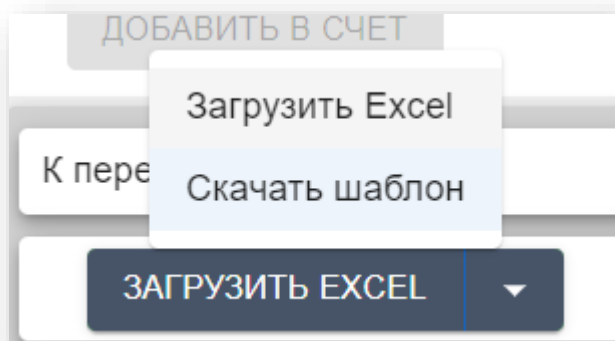 ДОБАВИТЬ В СЧЕТ
Загрузить Excel
К пере
Скачать шаблон
ЗАГРУЗИТЬ EXCEL